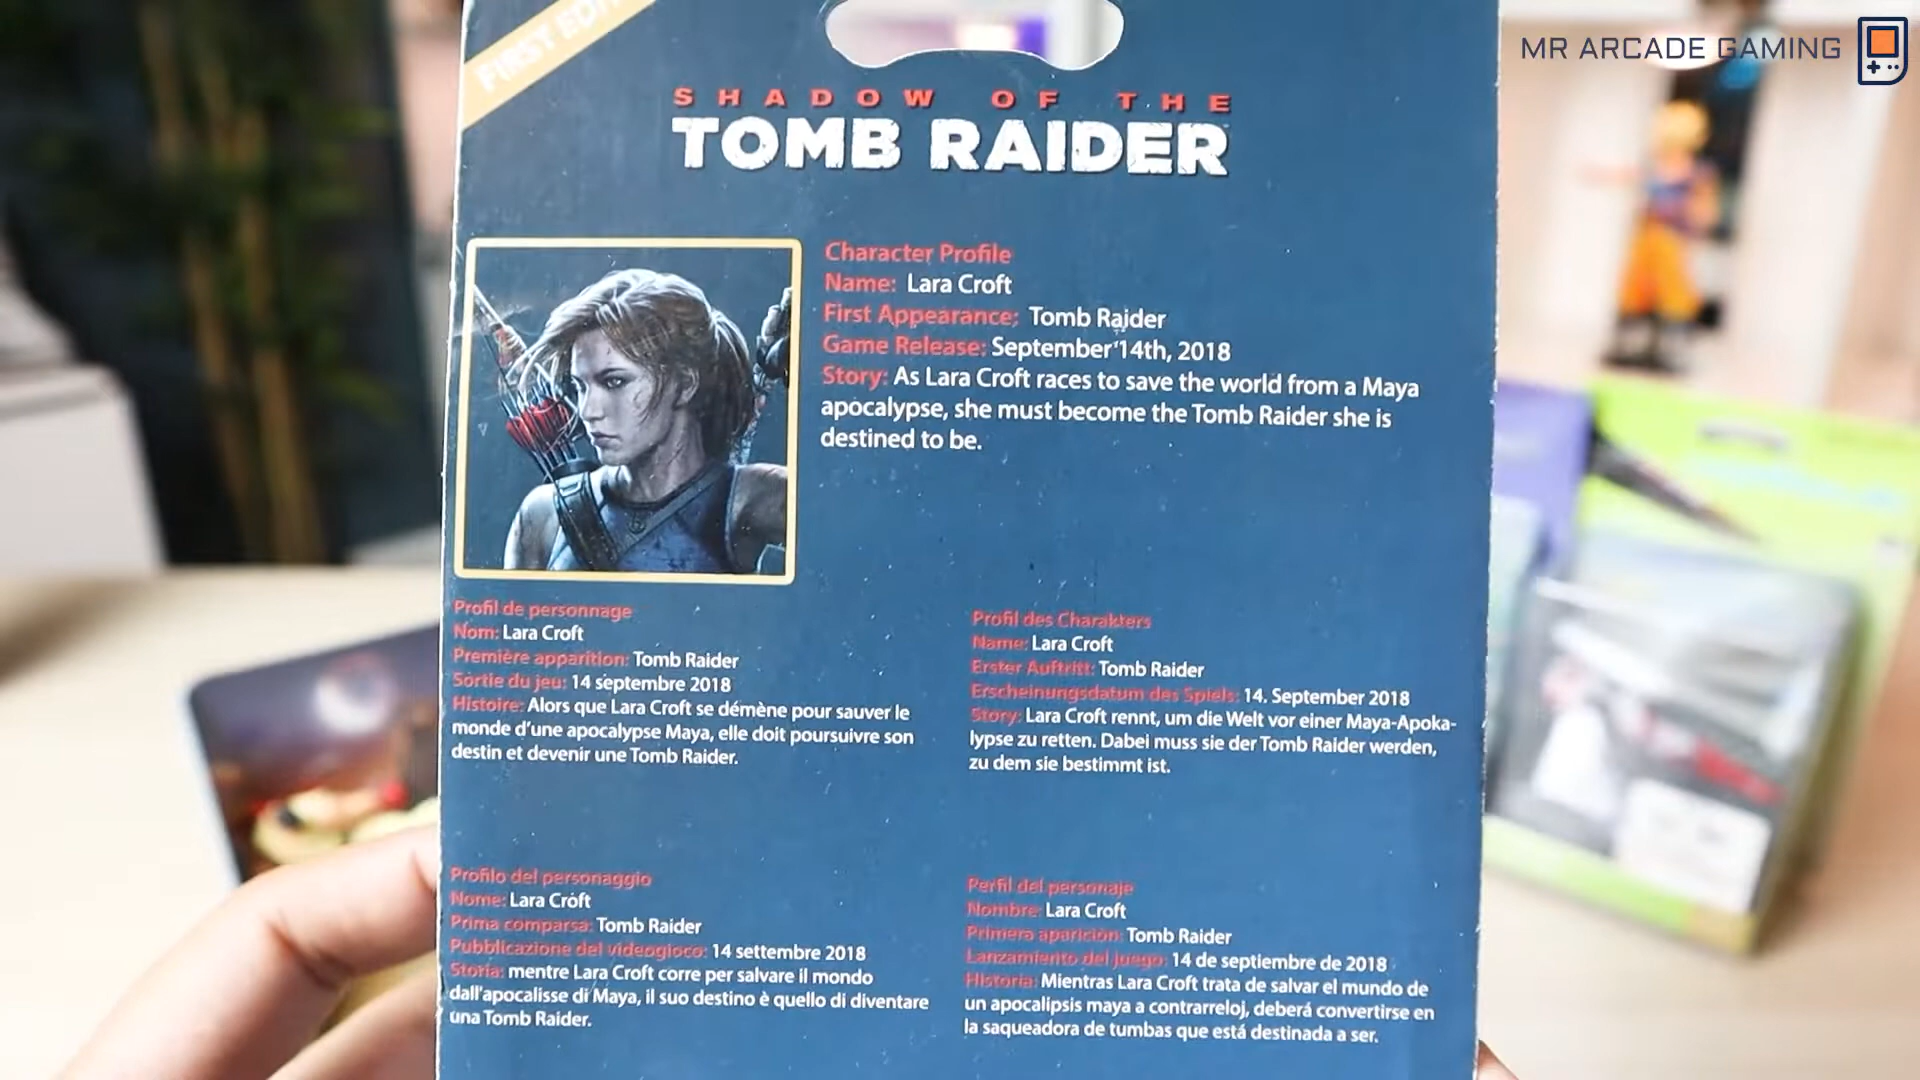 MR ARCADE GAMING
FIRST
SHADOW OF THE
TOMB RAIDER
Character Profile
Name: Lara Croft
First Appearance: Tomb Raider
Game Release: September 14th, 2018
Story: As Lara Croft races to save the world from a Maya
apocalypse, she must become the Tomb Raider she is
destined to be.
Profil de personnage
Nom: Lara Croft
Première apparition: Tomb Raider
Sortie du jeu: 14 septembre 2018
Histoire: Alors que Lara Croft se démène pour sauver le
monde d'une apocalypse Maya, elle doit poursuivre son
destin et devenir une Tomb Raider.
Profil des Charakters
Name: Lara Croft
Erster Auftritt: Tomb Raider
Erscheinungsdatum des Spiels: 14. September 2018
Story: Lara Croft rennt, um die Welt vor einer Maya-Apoka-
lypse zu retten. Dabei muss sie der Tomb Raider werden,
zu dem sie bestimmt ist.
Profilo del personaggio
Nome: Lara Croft
Prima comparsa: Tomb Raider
Pubblicazione del videogioco: 14 settembre 2018
Storia: mentre Lara Croft corre per salvare il mondo
dall'apocalisse di Maya, il suo destino è quello di diventare
una Tomb Raider.
Perfil del personaje
Nombre: Lara Croft
Primera aparición: Tomb Raider
Lanzamiento del juego: 14 de septiembre de 2018
Historia: Mientras Lara Croft trata de salvar el mundo de
un apocalipsis maya a contrarreloj, deberá convertirse en
la saqueadora de tumbas que está destinada a ser.